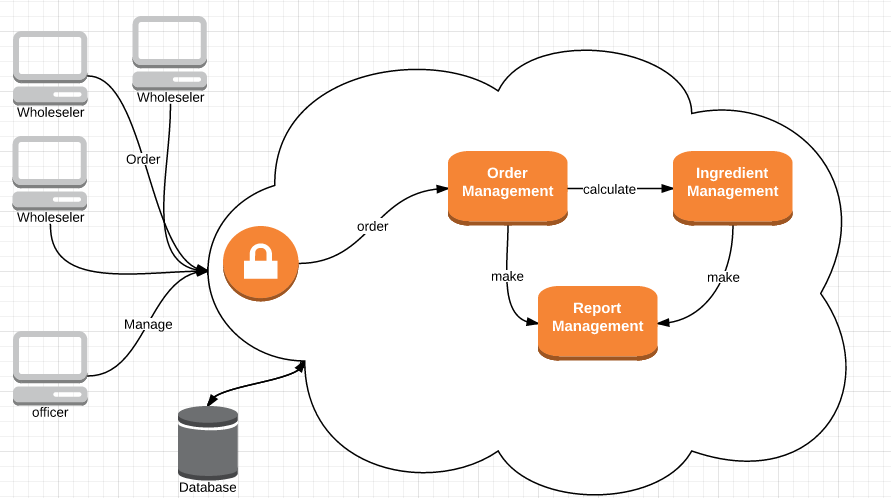 Wholeseler
Wholeseler
Order
Wholeseler
Manage
officer
Database
order
Order
Management
calculate
Ingredient
Management
make
make
Report
Management